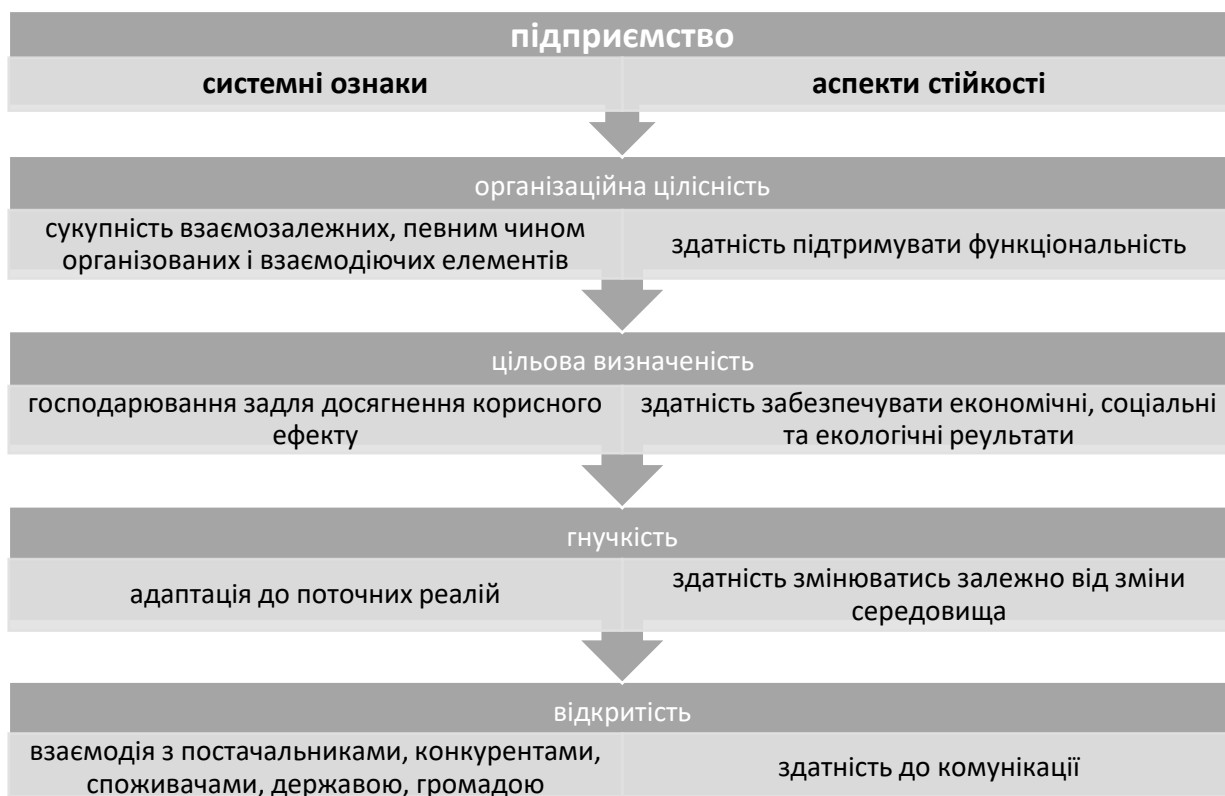 підприємство
системні ознаки
аспекти стійкості
організаційна цілісність
сукупність взаємозалежних, певним чином
організованих і взаємодіючих елементів
здатність підтримувати функціональність
цільова визначеність
господарювання задля досягнення корисного
ефекту
здатність забезпечувати економічні, соціальні
та екологічні реультати
гнучкість
адаптація до поточних реалій
здатність змінюватись залежно від зміни
середовища
відкритість
взаємодія з постачальниками, конкурентами,
споживачами, державою, громадою
здатність до комунікації